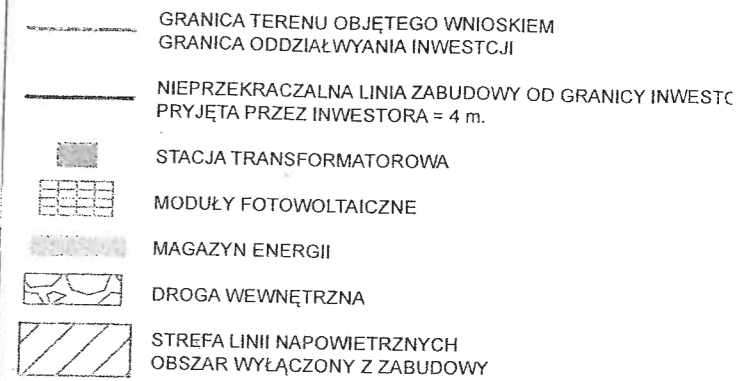 GRANICA TERENU OBJĘTEGO WNIOSKIEM
GRANICA ODDZIAŁWYANIA INWESTCJI
NIEPRZEKRACZALNA LINIA ZABUDOWY OD GRANICY INWESTC
PRYJĘTA PRZEZ INWESTORA = 4 m.
STACJA TRANSFORMATOROWA
MODUŁY FOTOWOLTAICZNE
MAGAZYN ENERGII
DROGA WEWNĘTRZNA
STREFA LINII NAPOWIETRZNYCH
OBSZAR WYŁĄCZONY Z ZABUDOWY